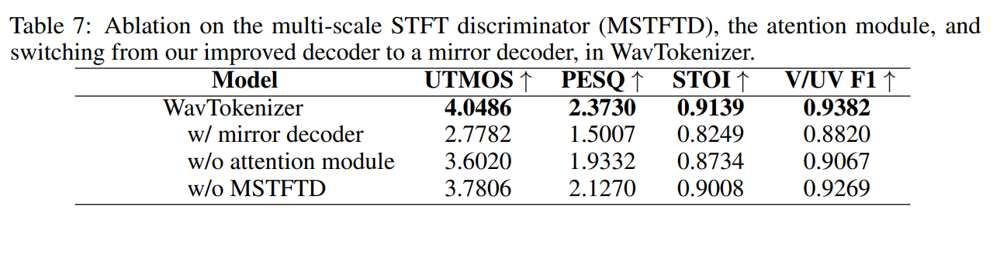 Table 7: Ablation on the multi-scale STFT discriminator (MSTFTD), the atention module, and
switching from our improved decoder to a mirror decoder, in WavTokenizer.
Model UTMOS ↑ PESQ ↑ STOI ↑ V/UV F1 ↑
WavTokenizer 4.0486 2.3730 0.9139 0.9382
w/ mirror decoder 2.7782 1.5007 0.8249 0.8820
w/o attention module 3.6020 1.9332 0.8734 0.9067
w/o MSTFTD 3.7806 2.1270 0.9008 0.9269